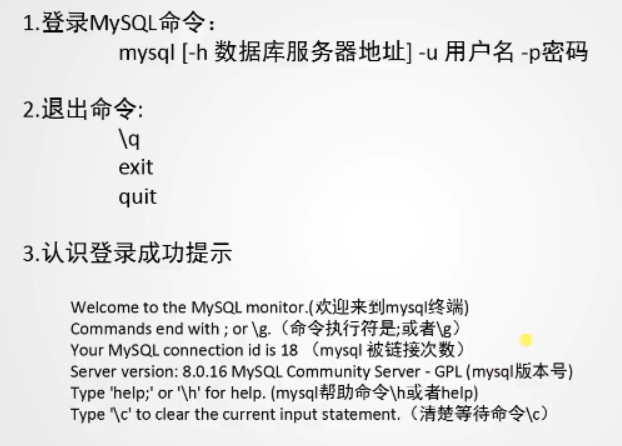 1.登录MySQL命令：
mysql [-h 数据库服务器地址] -u 用户名 -p密码
2.退出命令:
\q
exit
quit
3.认识登录成功提示
Welcome to the MySQL monitor.(欢迎来到mysql终端)
Commands end with ; or \g.（命令执行符是;或者\g）
Your MySQL connection id is 18 （mysql 被链接次数）
Server version: 8.0.16 MySQL Community Server - GPL (mysql版本号)
Type 'help;' or '\h' for help. (mysql帮助命令\h或者help)
Type '\c' to clear the current input statement.（清楚等待命令\c）